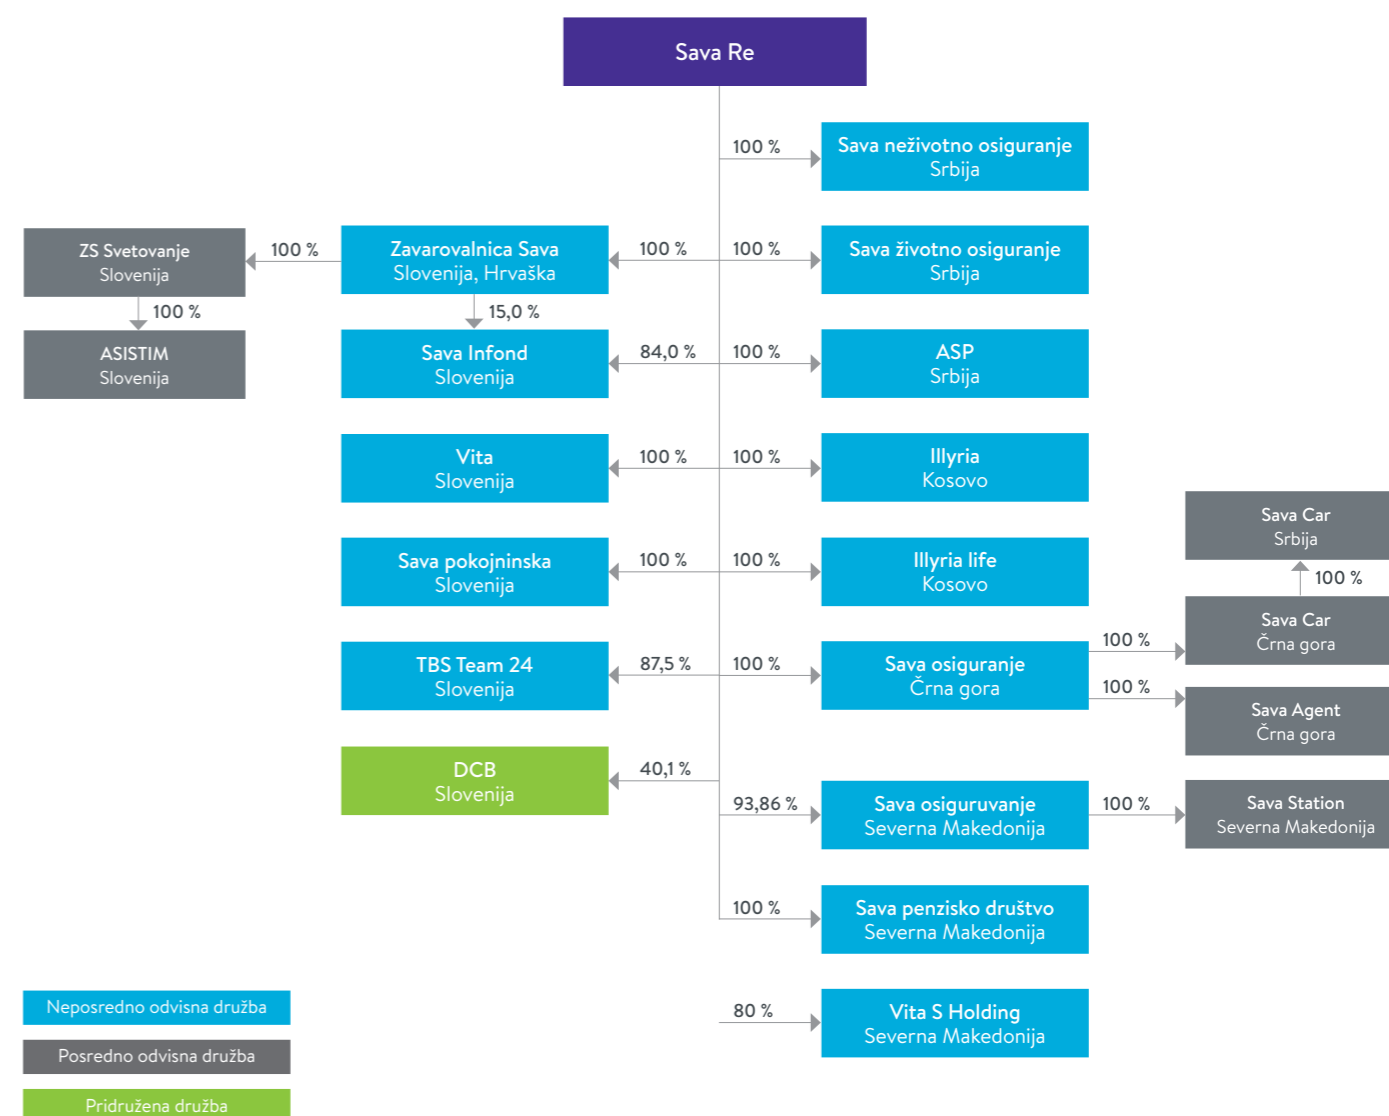 Sava Re
100 %
Sava neživotno osiguranje
Srbija
ZS Svetovanje
Slovenija
100 %
Zavarovalnica Sava
Slovenija, Hrvaška
100 %
100 %
Sava životno osiguranje
Srbija
100 %
15,0 %
ASISTIM
Slovenija
Sava Infond
Slovenija
84,0 %
100 %
ASP
Srbija
Vita
Slovenija
100 %
100 %
Illyria
Kosovo
Sava Car
Srbija
100 %
Sava pokojninska
Slovenija
100 %
100 %
Illyria life
Kosovo
Sava Car
Črna gora
100 %
TBS Team 24
Slovenija
87,5 %
100 %
Sava osiguranje
Črna gora
100 %
Sava Agent
Črna gora
DCB
Slovenija
40,1 %
93,86 %
Sava osiguruvanje
Severna Makedonija
100 %
Sava Station
Severna Makedonija
100 %
Sava penzisko društvo
Severna Makedonija
80 %
Vita S Holding
Severna Makedonija
Neposredno odvisna družba
Posredno odvisna družba
Pridružena družba